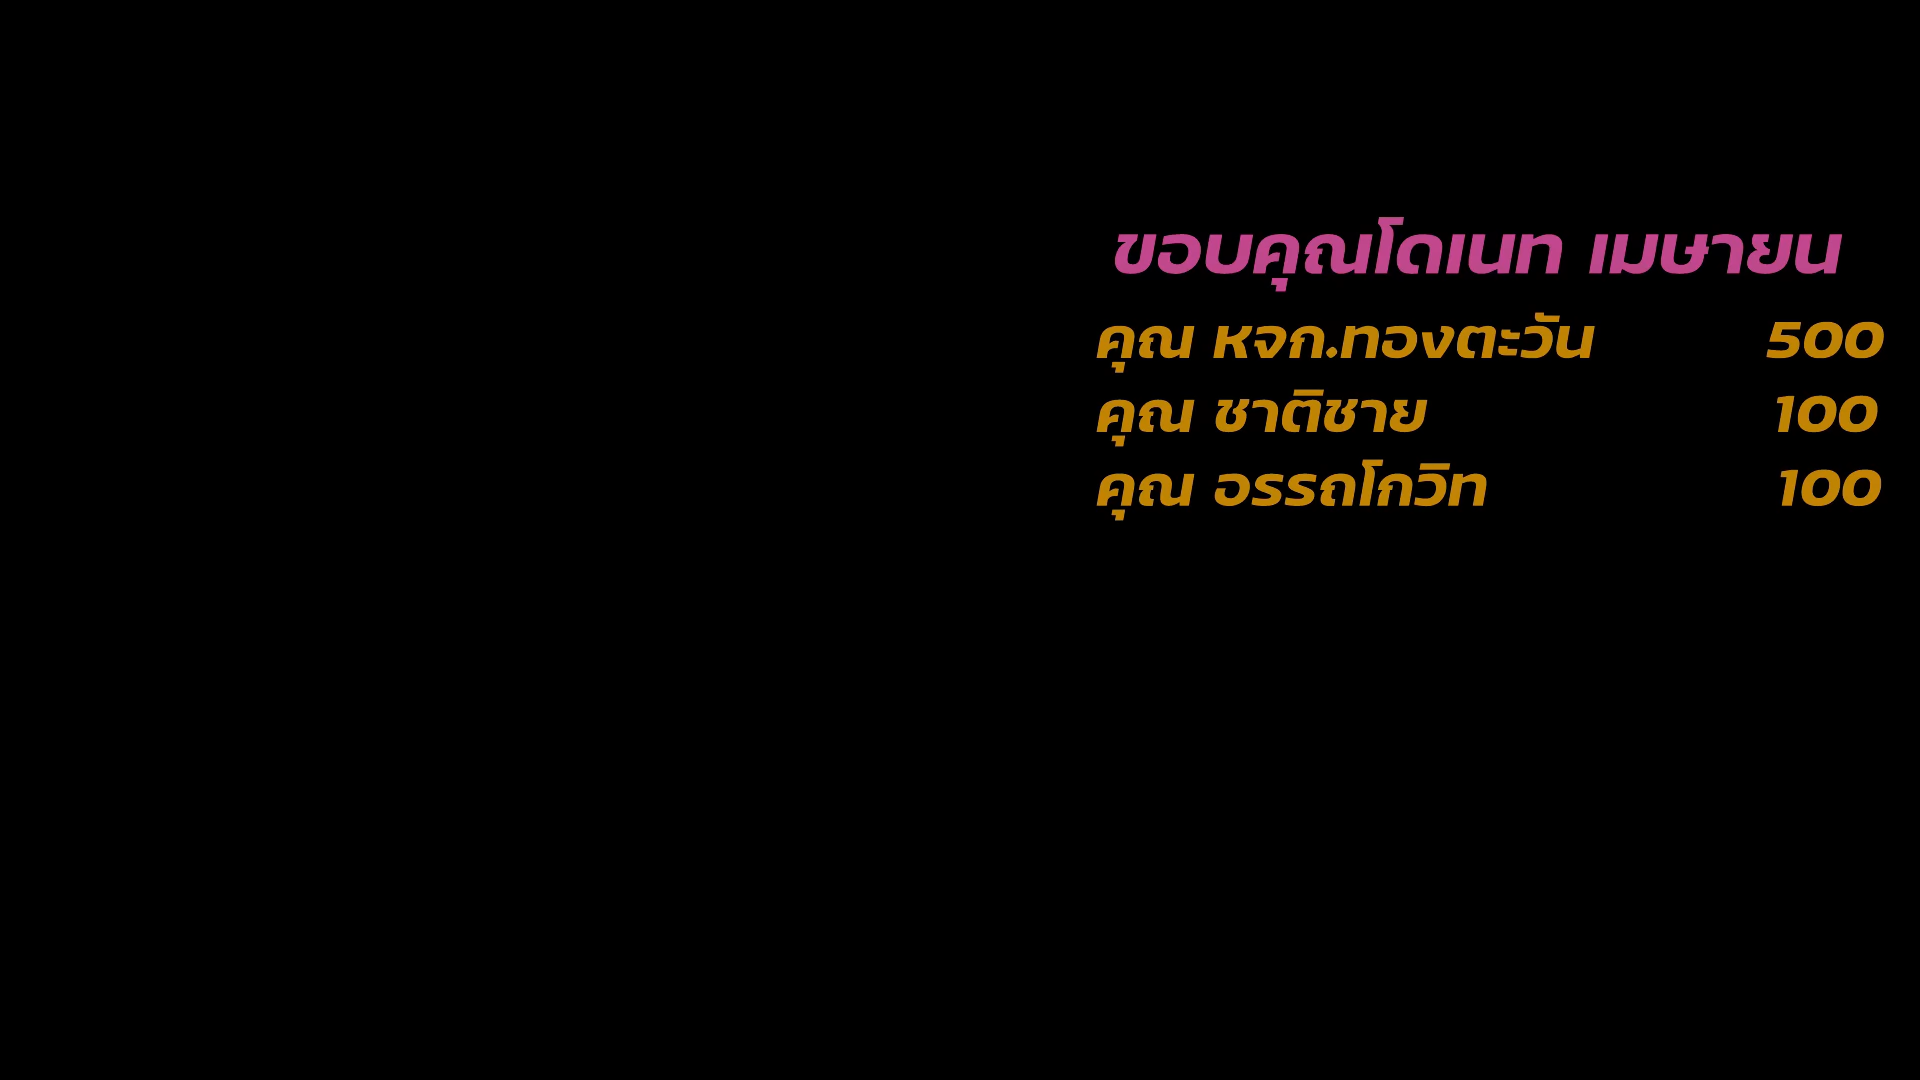 ขอบคุณโดเนท เมษายน
คุณ หจก.ทองตะวัน 500
คุณ ชาติชาย 100
คุณ อรรถโกวิท 100